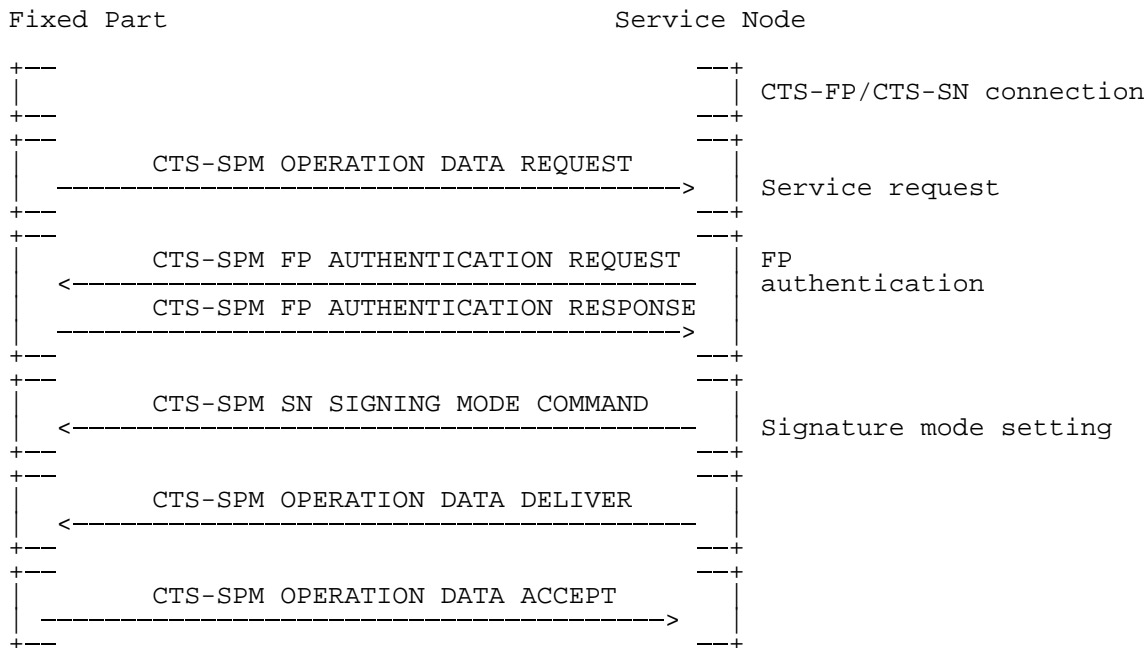 Fixed Part Service Node
CTS-FP/CTS-SN connection
CTS-SPM OPERATION DATA REQUEST
Service request
CTS-SPM FP AUTHENTICATION REQUEST FP
authentication
CTS-SPM FP AUTHENTICATION RESPONSE
CTS-SPM SN SIGNING MODE COMMAND
Signature mode setting
CTS-SPM OPERATION DATA DELIVER
CTS-SPM OPERATION DATA ACCEPT